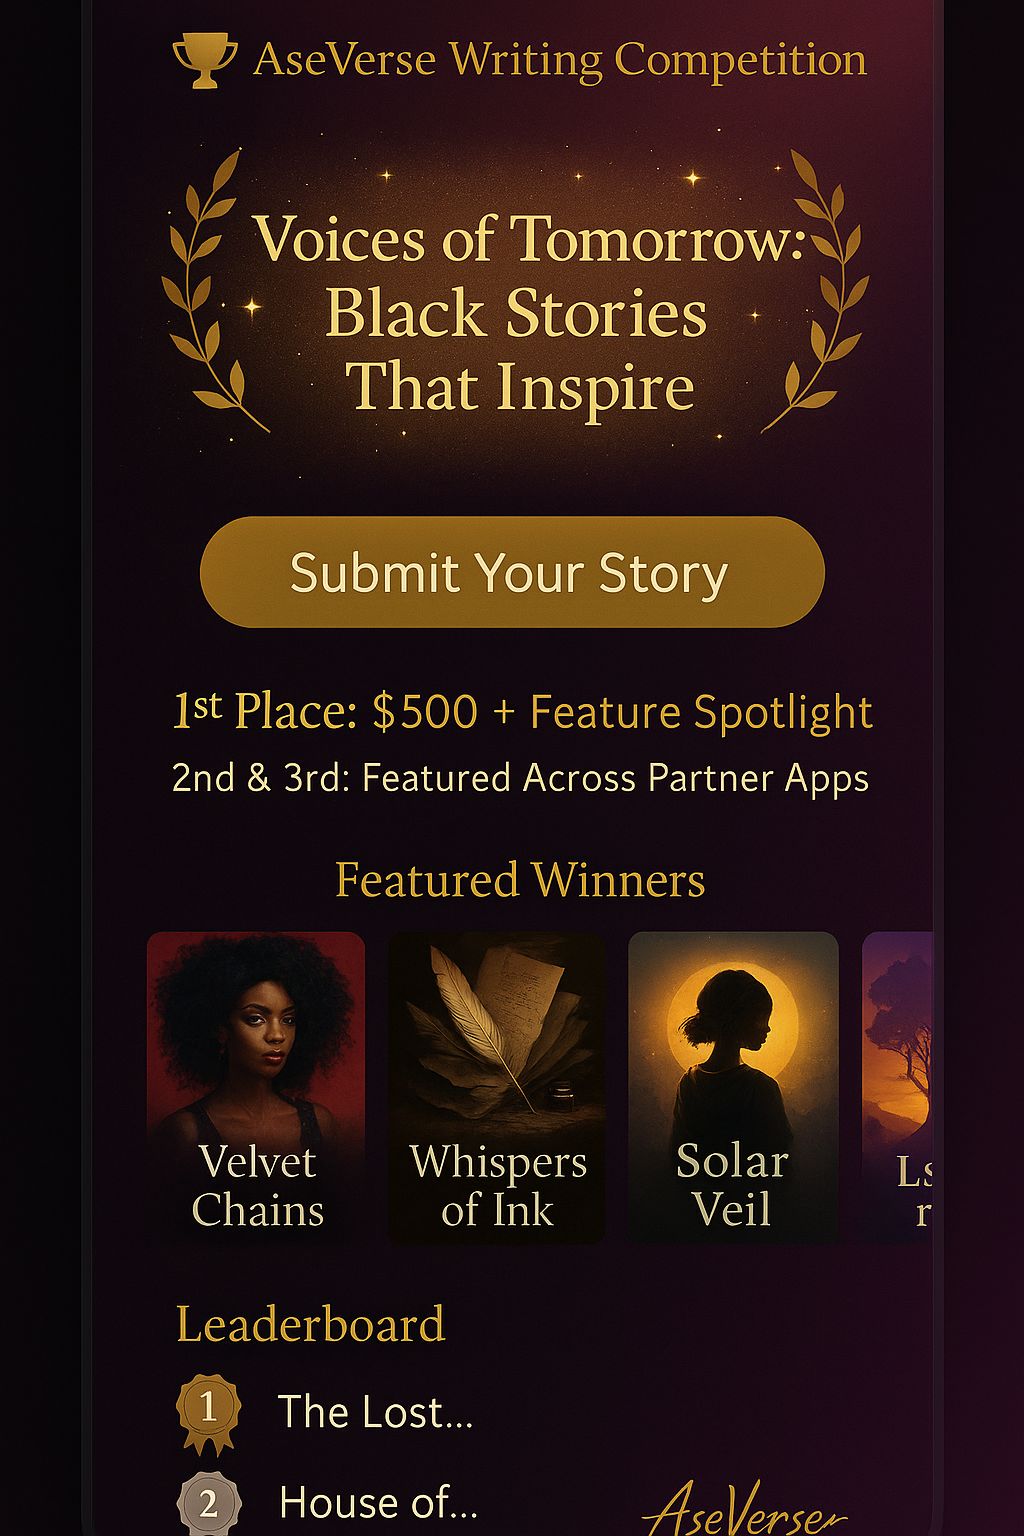 AseVerse Writing Competition
Voices of Tomorrow:
Black Stories
That Inspire
Submit Your Story
1st Place: $500 + Feature Spotlight
2nd & 3rd: Featured Across Partner Apps
Featured Winners
Velvet
Chains
Whispers
of Ink
Solar
Veil
Leaderboard
1 The Lost...
2 House of...
AseVerse